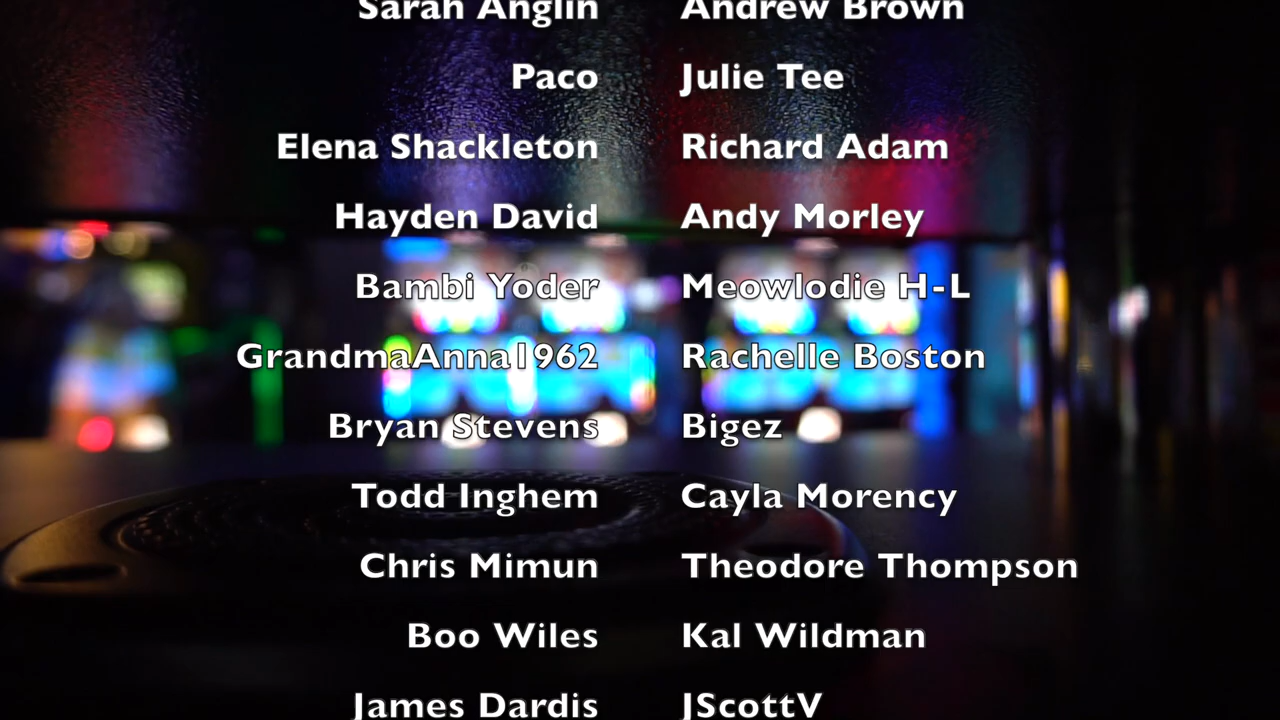 Sarah Anglin Andrew Brown
Paco Julie Tee
Elena Shackleton Richard Adam
Hayden David Andy Morley
Bambi Yoder Meowlodie H-L
GrandmaAnna1962 Rachelle Boston
Bryan Stevens Bigez
Todd Inghem Cayla Morency
Chris Mimun Theodore Thompson
Boo Wiles Kal Wildman
James Dardis JScottV